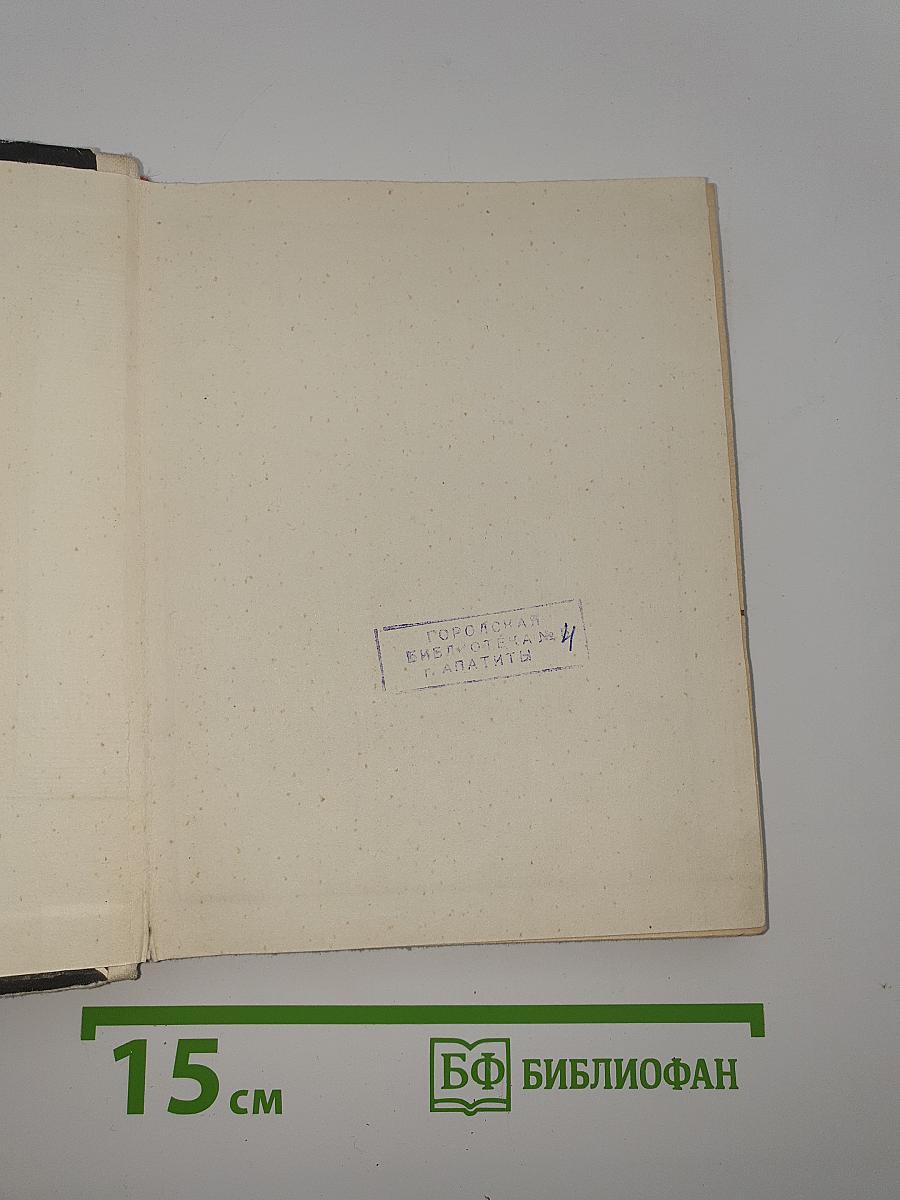 ГОРОДСКАЯ
БИБЛИОТЕКА № 4
Г. АПАТИТЫ
15 см
БФ БИБЛИОФАН